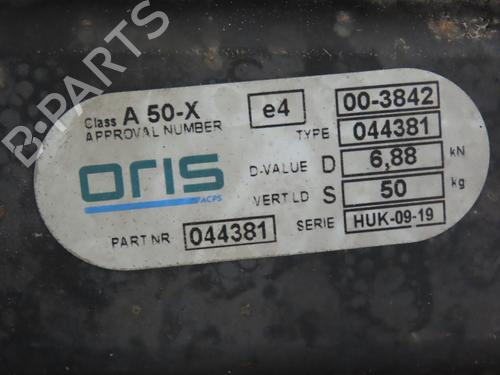 B-PARTS
Class A 50-X e4 00-3842
APPROVAL NUMBER TYPE 044381
ORIS D-VALUE D 6,88 kN
ACPS VERT.LD S 50 kg
PART NR 044381 SERIE HUK-09-19